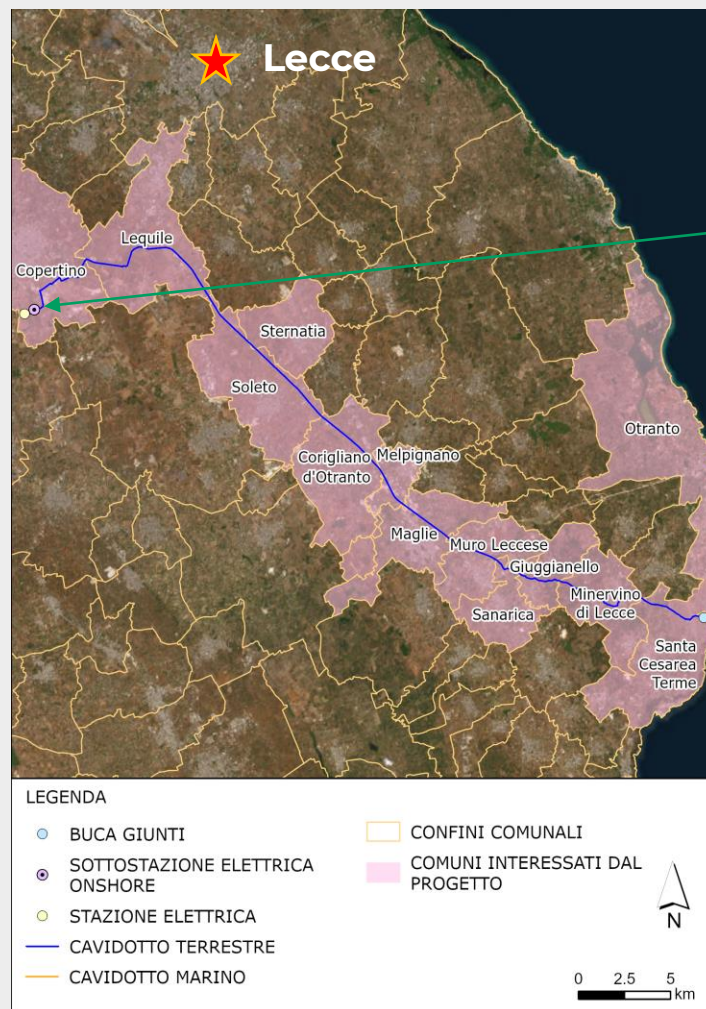 Lecce
Lequile
Copertino
Sternatia
Soleto
Otranto
Corigliano
d'Otranto
Melpignano
Maglie
Muro Leccese
Giuggianello
Minervino
di Lecce
Sanarica
Santa
Cesarea
Terme
LEGENDA
BUCA GIUNTI
SOTTOSTAZIONE ELETTRICA
ONSHORE
STAZIONE ELETTRICA
CAVIDOTTO TERRESTRE
CAVIDOTTO MARINO
CONFINI COMUNALI
COMUNI INTERESSATI DAL
PROGETTO
N
0 2.5 5
km